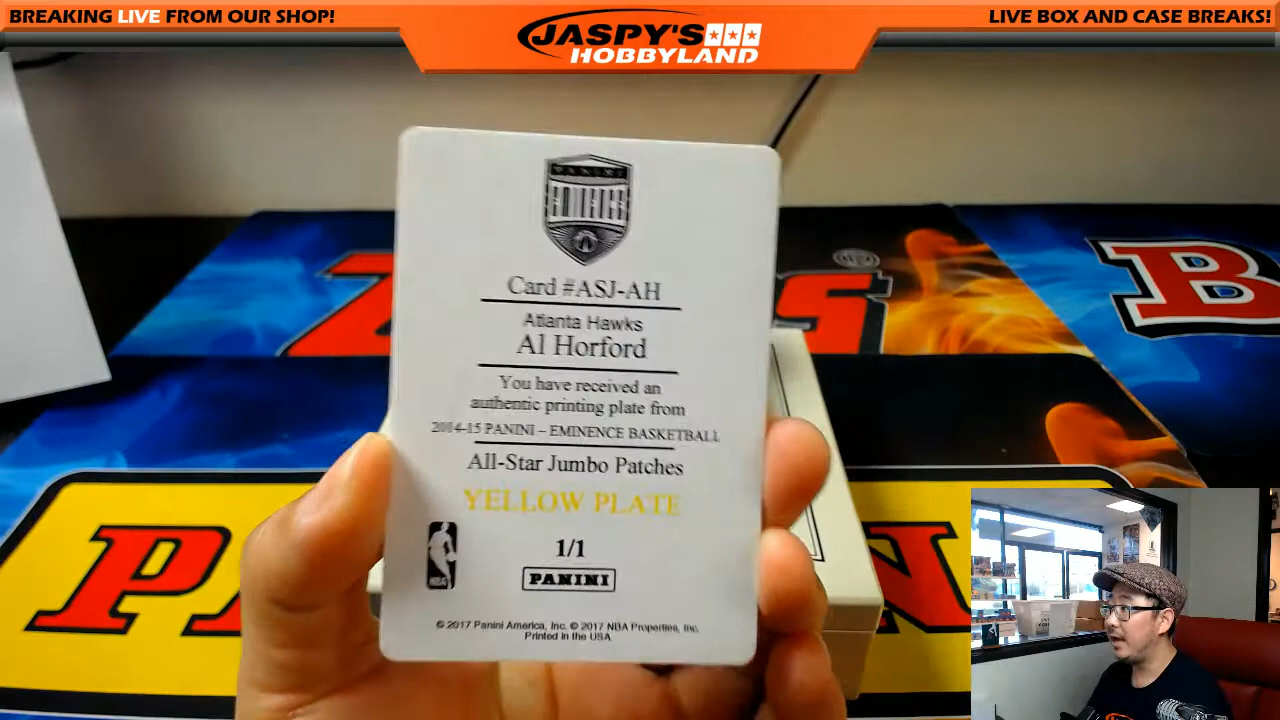 BREAKING LIVE FROM OUR SHOP!
JASPY'S
HOBBYLAND
LIVE BOX AND CASE BREAKS!
PANINI
Card #ASJ-AH
Atlanta Hawks
Al Horford
You have received an
authentic printing plate from
2014-15 PANINI – EMINENCE BASKETBALL
All-Star Jumbo Patches
YELLOW PLATE
1/1
NBA
PANINI
© 2017 Panini America, Inc. © 2017 NBA Properties, Inc.
Printed in the USA
B